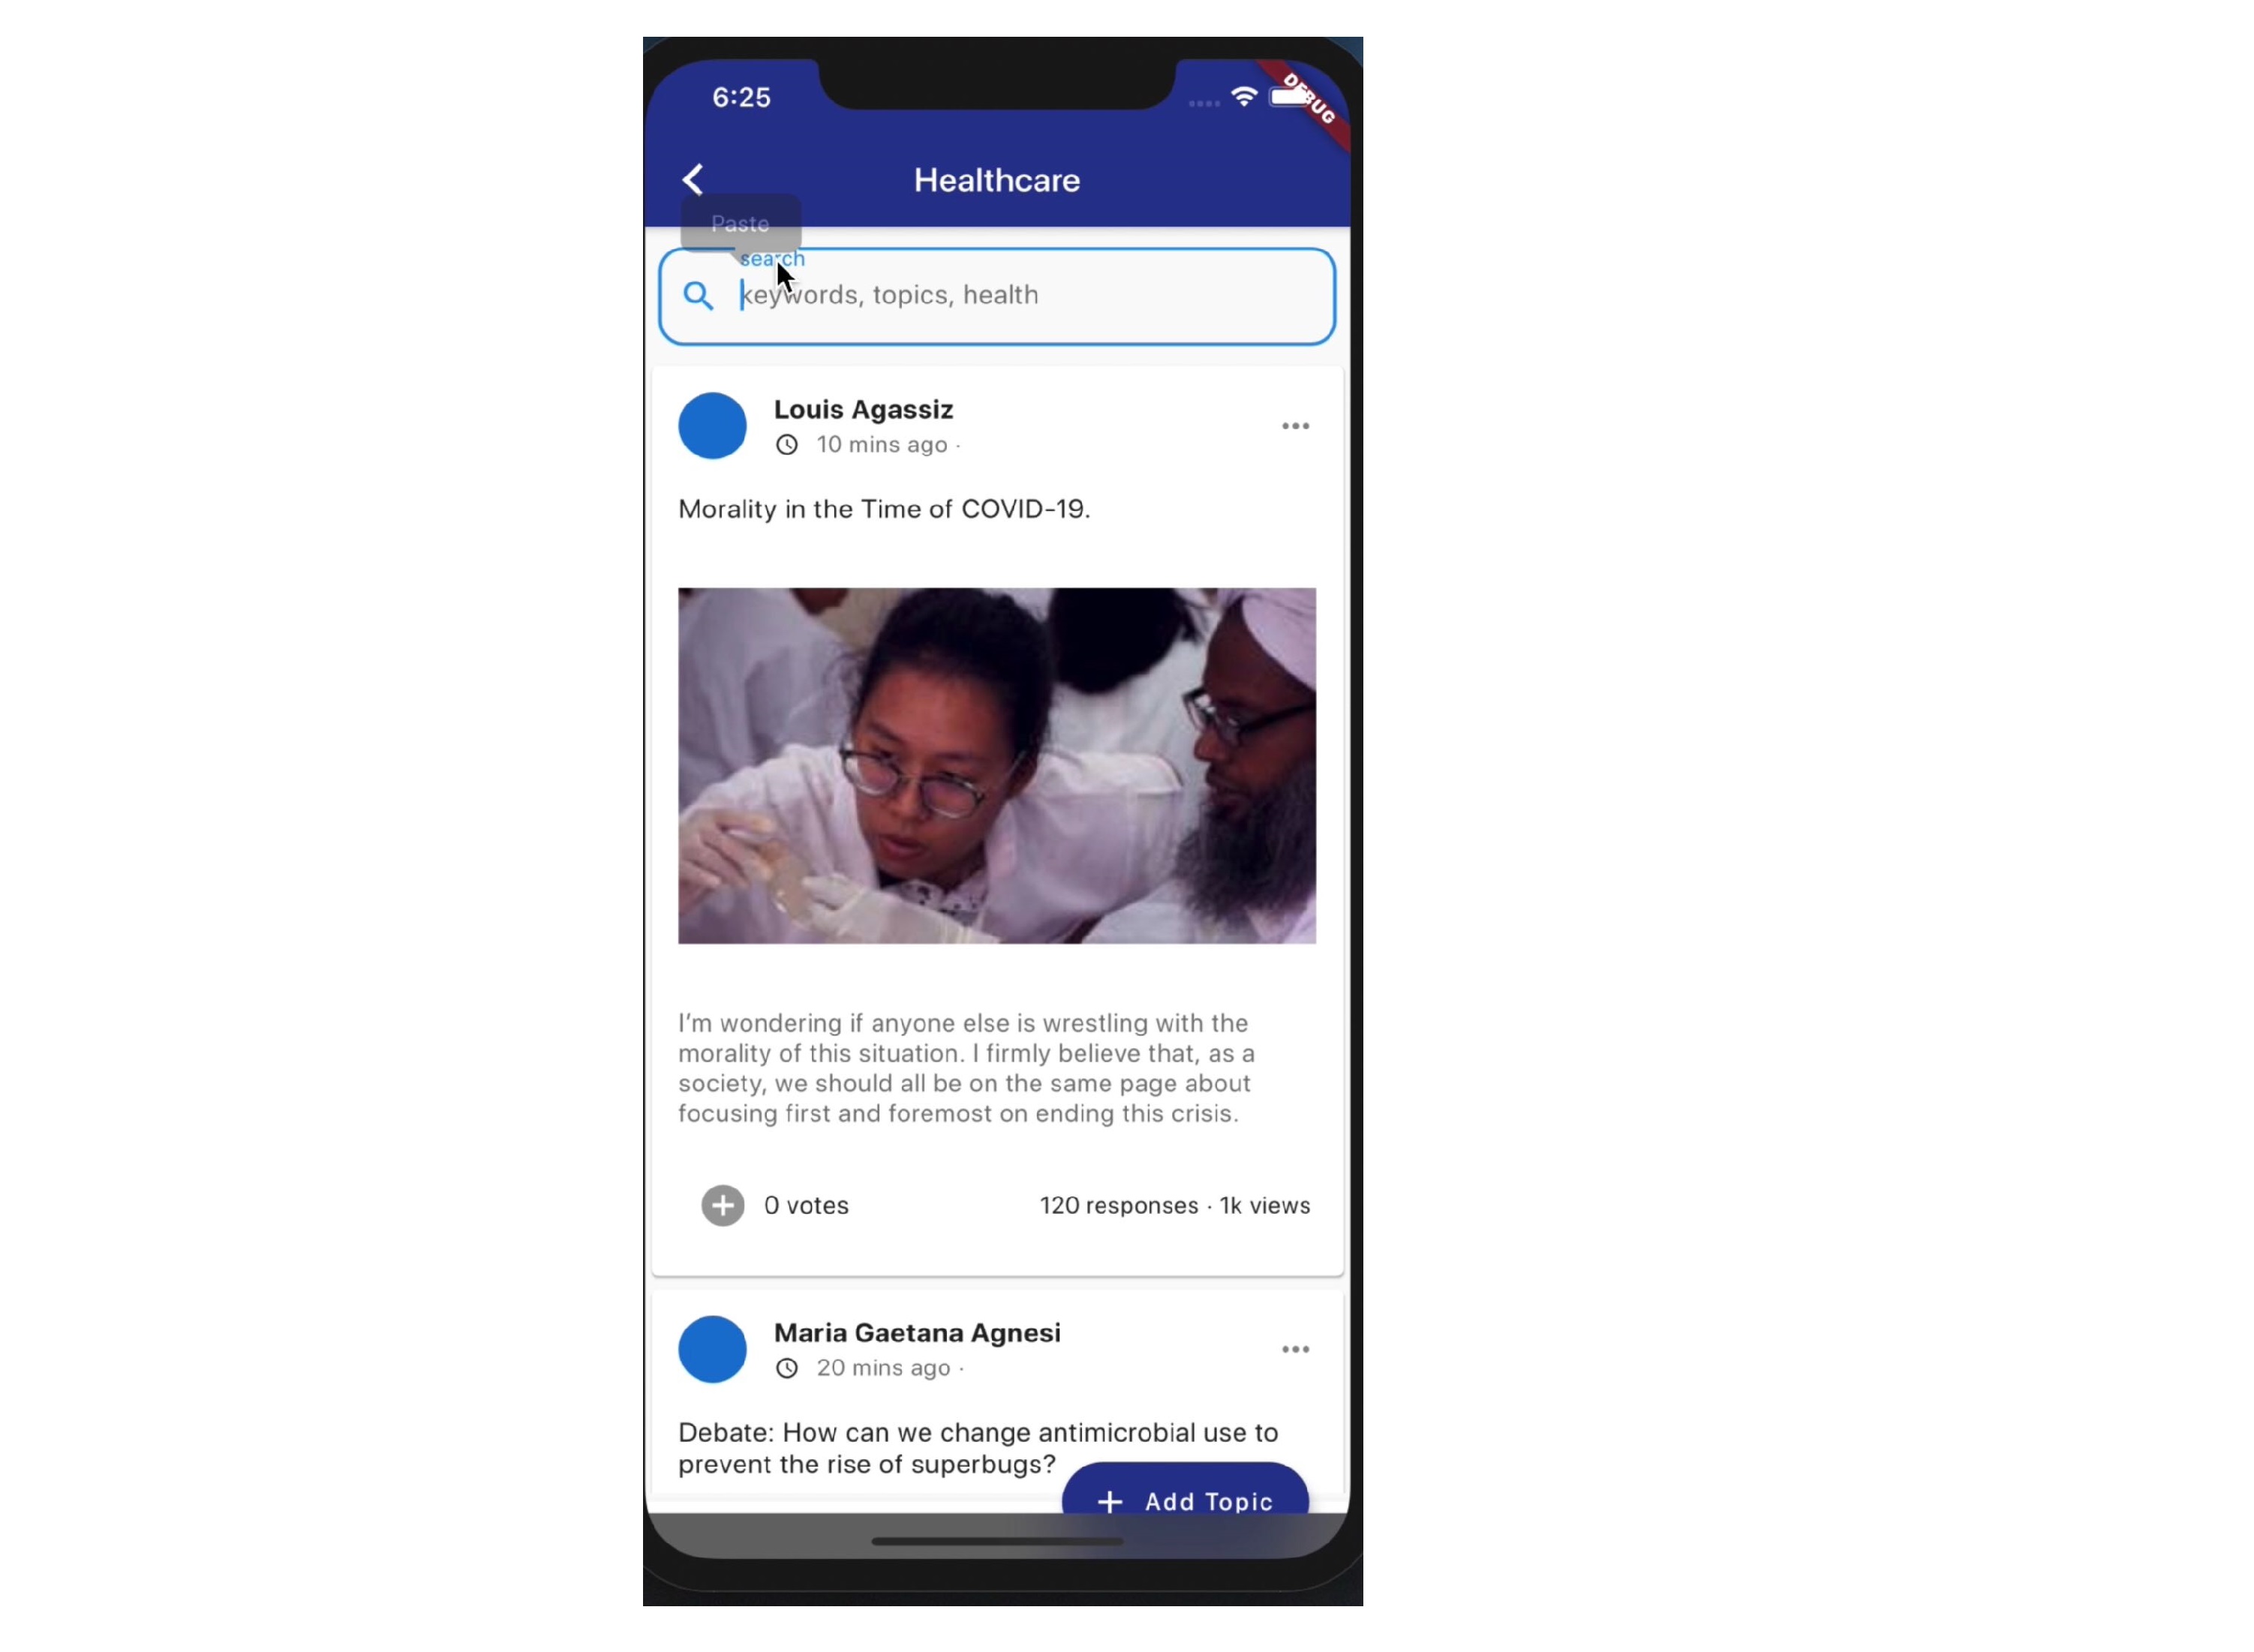 6:25
DEBUG
Healthcare
Paste
search
keywords, topics, health
Louis Agassiz
10 mins ago ·
Morality in the Time of COVID-19.
I'm wondering if anyone else is wrestling with the
morality of this situation. I firmly believe that, as a
society, we should all be on the same page about
focusing first and foremost on ending this crisis.
0 votes
120 responses · 1k views
Maria Gaetana Agnesi
20 mins ago ·
Debate: How can we change antimicrobial use to
prevent the rise of superbugs?
+ Add Topic